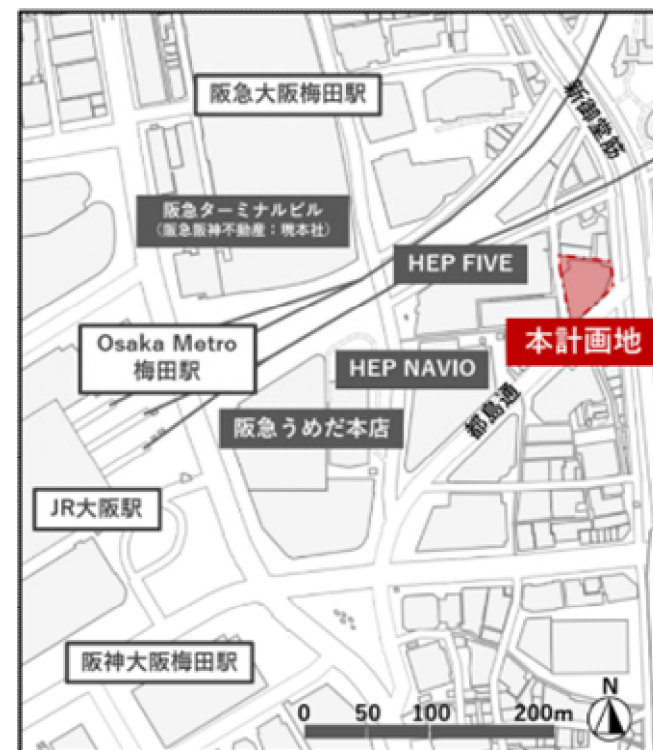 阪急大阪梅田駅
新御堂筋
阪急ターミナルビル
(阪急阪神不動産：現本社)
HEP FIVE
本計画地
Osaka Metro
梅田駅
HEP NAVIO
都島通
阪急うめだ本店
JR大阪駅
阪神大阪梅田駅
N
0 50 100 200m